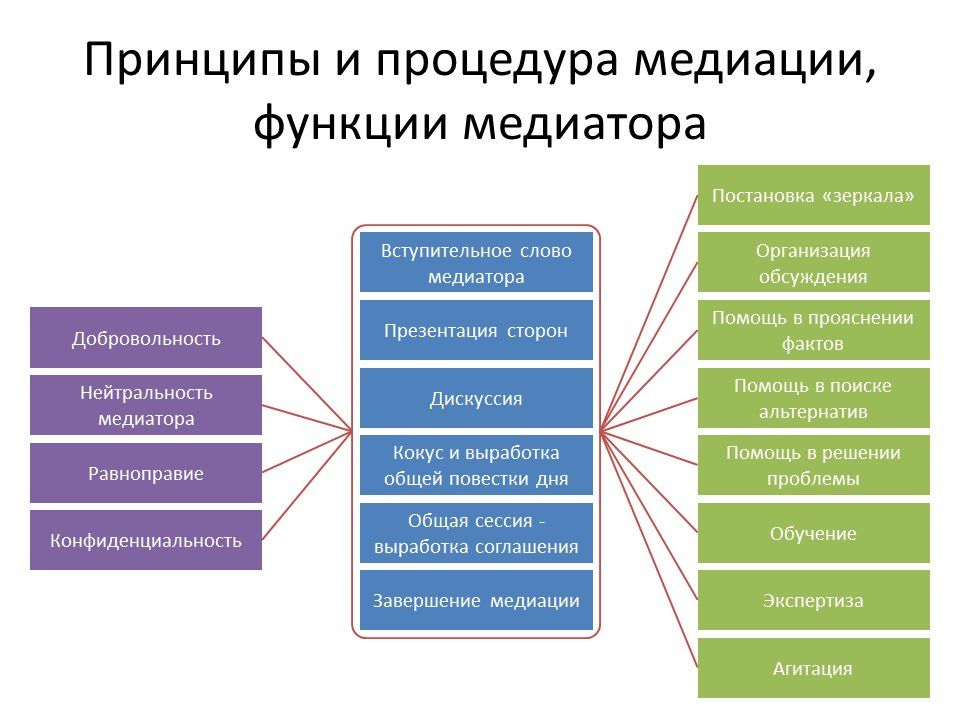 Принципы и процедура медиации,
функции медиатора
Добровольность
Нейтральность
медиатора
Равноправие
Конфиденциальность
Вступительное слово
медиатора
Презентация сторон
Дискуссия
Кокус и выработка
общей повестки дня
Общая сессия -
выработка соглашения
Завершение медиации
Постановка «зеркала»
Организация
обсуждения
Помощь в прояснении
фактов
Помощь в поиске
альтернатив
Помощь в решении
проблемы
Обучение
Экспертиза
Агитация